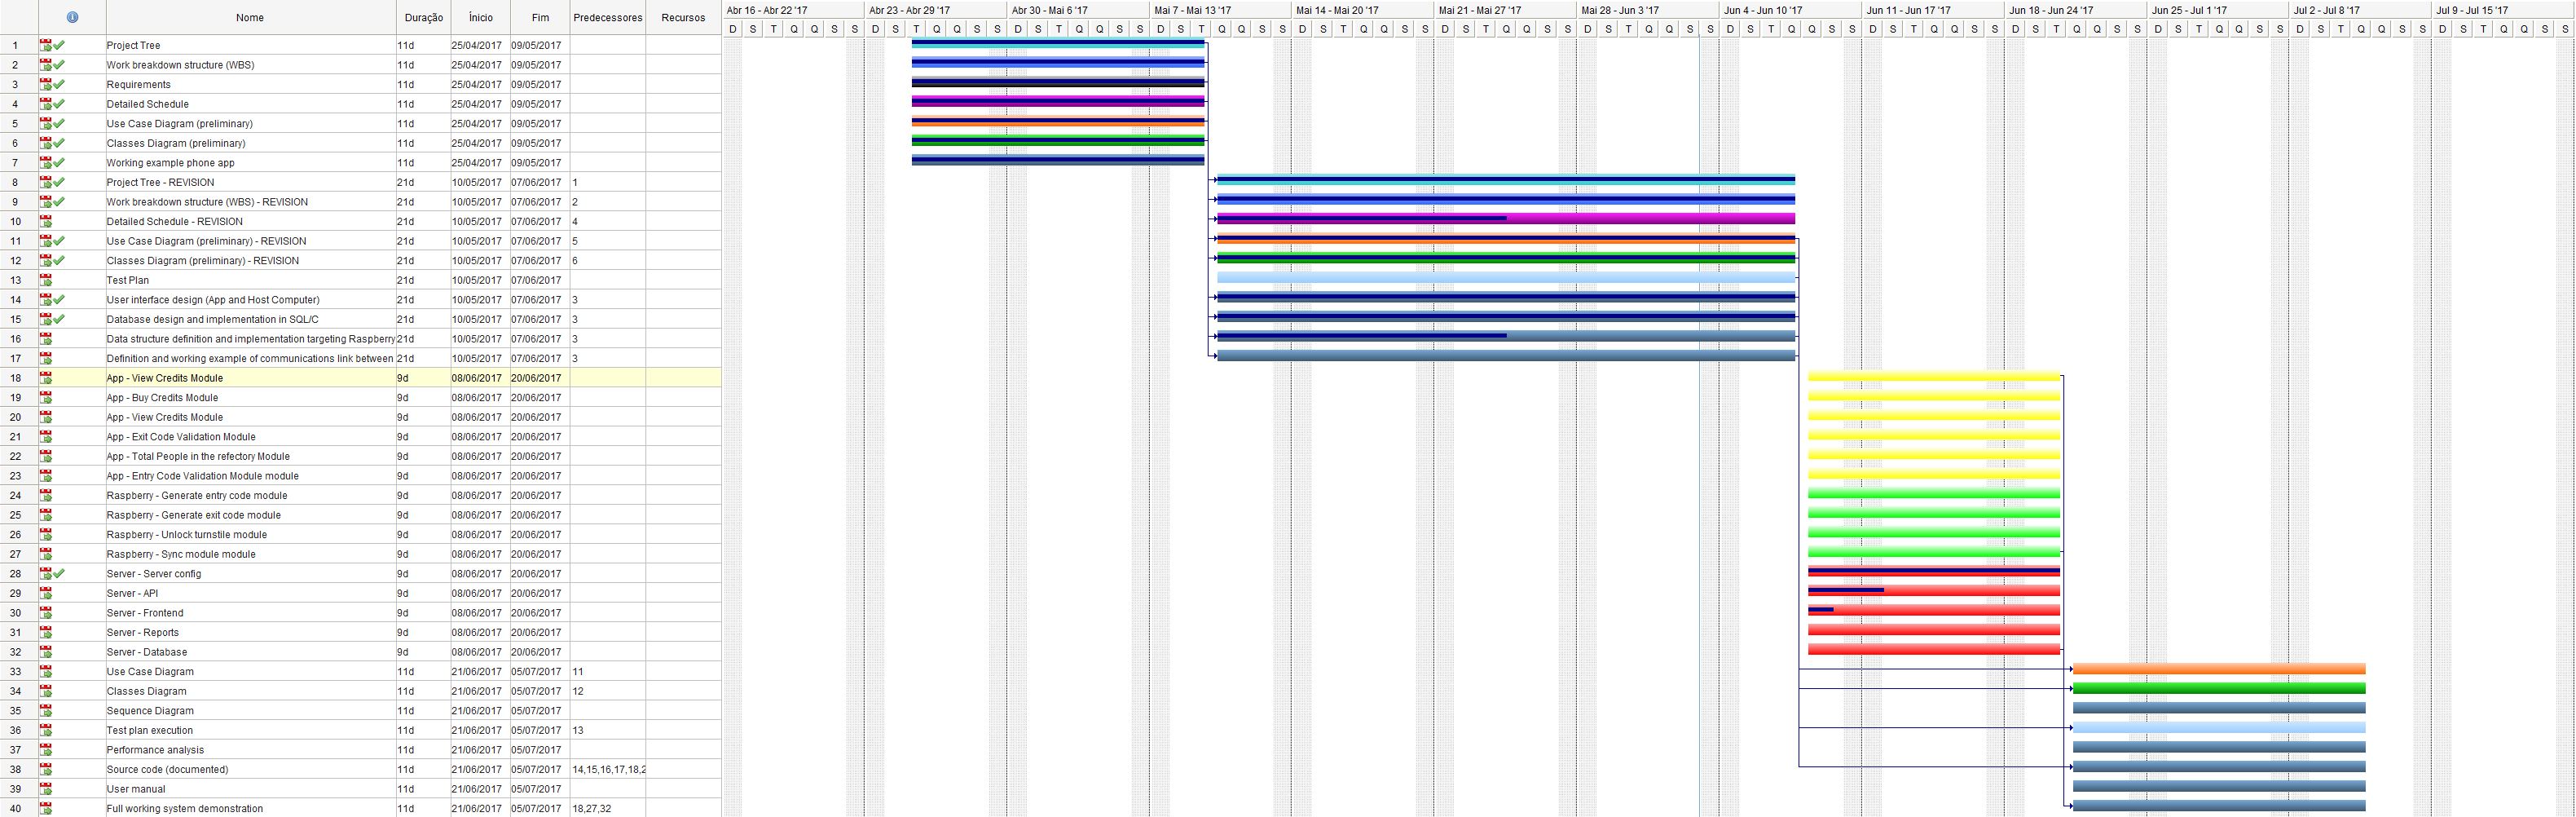 Nome Duração Ínicio Fim Predecessores Recursos
Abr 16 - Abr 22 '17 Abr 23 - Abr 29 '17 Abr 30 - Mai 6 '17 Mai 7 - Mai 13 '17 Mai 14 - Mai 20 '17 Mai 21 - Mai 27 '17 Mai 28 - Jun 3 '17 Jun 4 - Jun 10 '17 Jun 11 - Jun 17 '17 Jun 18 - Jun 24 '17 Jun 25 - Jul 1 '17 Jul 2 - Jul 8 '17 Jul 9 - Jul 15 '17
D S T Q Q S S D S T Q Q S S D S T Q Q S S D S T Q Q S S D S T Q Q S S D S T Q Q S S D S T Q Q S S D S T Q Q S S D S T Q Q S S D S T Q Q S S D S T Q Q S S D S T Q Q S S D S T Q Q S S
1 Project Tree 11d 25/04/2017 09/05/2017
2 Work breakdown structure (WBS) 11d 25/04/2017 09/05/2017
3 Requirements 11d 25/04/2017 09/05/2017
4 Detailed Schedule 11d 25/04/2017 09/05/2017
5 Use Case Diagram (preliminary) 11d 25/04/2017 09/05/2017
6 Classes Diagram (preliminary) 11d 25/04/2017 09/05/2017
7 Working example phone app 11d 25/04/2017 09/05/2017
8 Project Tree - REVISION 21d 10/05/2017 07/06/2017 1
9 Work breakdown structure (WBS) - REVISION 21d 10/05/2017 07/06/2017 2
10 Detailed Schedule - REVISION 21d 10/05/2017 07/06/2017 4
11 Use Case Diagram (preliminary) - REVISION 21d 10/05/2017 07/06/2017 5
12 Classes Diagram (preliminary) - REVISION 21d 10/05/2017 07/06/2017 6
13 Test Plan 21d 10/05/2017 07/06/2017
14 User interface design (App and Host Computer) 21d 10/05/2017 07/06/2017 3
15 Database design and implementation in SQL/C 21d 10/05/2017 07/06/2017 3
16 Data structure definition and implementation targeting Raspberry 21d 10/05/2017 07/06/2017 3
17 Definition and working example of communications link between 21d 10/05/2017 07/06/2017 3
18 App - View Credits Module 9d 08/06/2017 20/06/2017
19 App - Buy Credits Module 9d 08/06/2017 20/06/2017
20 App - View Credits Module 9d 08/06/2017 20/06/2017
21 App - Exit Code Validation Module 9d 08/06/2017 20/06/2017
22 App - Total People in the refectory Module 9d 08/06/2017 20/06/2017
23 App - Entry Code Validation Module module 9d 08/06/2017 20/06/2017
24 Raspberry - Generate entry code module 9d 08/06/2017 20/06/2017
25 Raspberry - Generate exit code module 9d 08/06/2017 20/06/2017
26 Raspberry - Unlock turnstile module 9d 08/06/2017 20/06/2017
27 Raspberry - Sync module module 9d 08/06/2017 20/06/2017
28 Server - Server config 9d 08/06/2017 20/06/2017
29 Server - API 9d 08/06/2017 20/06/2017
30 Server - Frontend 9d 08/06/2017 20/06/2017
31 Server - Reports 9d 08/06/2017 20/06/2017
32 Server - Database 9d 08/06/2017 20/06/2017
33 Use Case Diagram 11d 21/06/2017 05/07/2017 11
34 Classes Diagram 11d 21/06/2017 05/07/2017 12
35 Sequence Diagram 11d 21/06/2017 05/07/2017
36 Test plan execution 11d 21/06/2017 05/07/2017 13
37 Performance analysis 11d 21/06/2017 05/07/2017
38 Source code (documented) 11d 21/06/2017 05/07/2017 14,15,16,17,18,2
39 User manual 11d 21/06/2017 05/07/2017
40 Full working system demonstration 11d 21/06/2017 05/07/2017 18,27,32